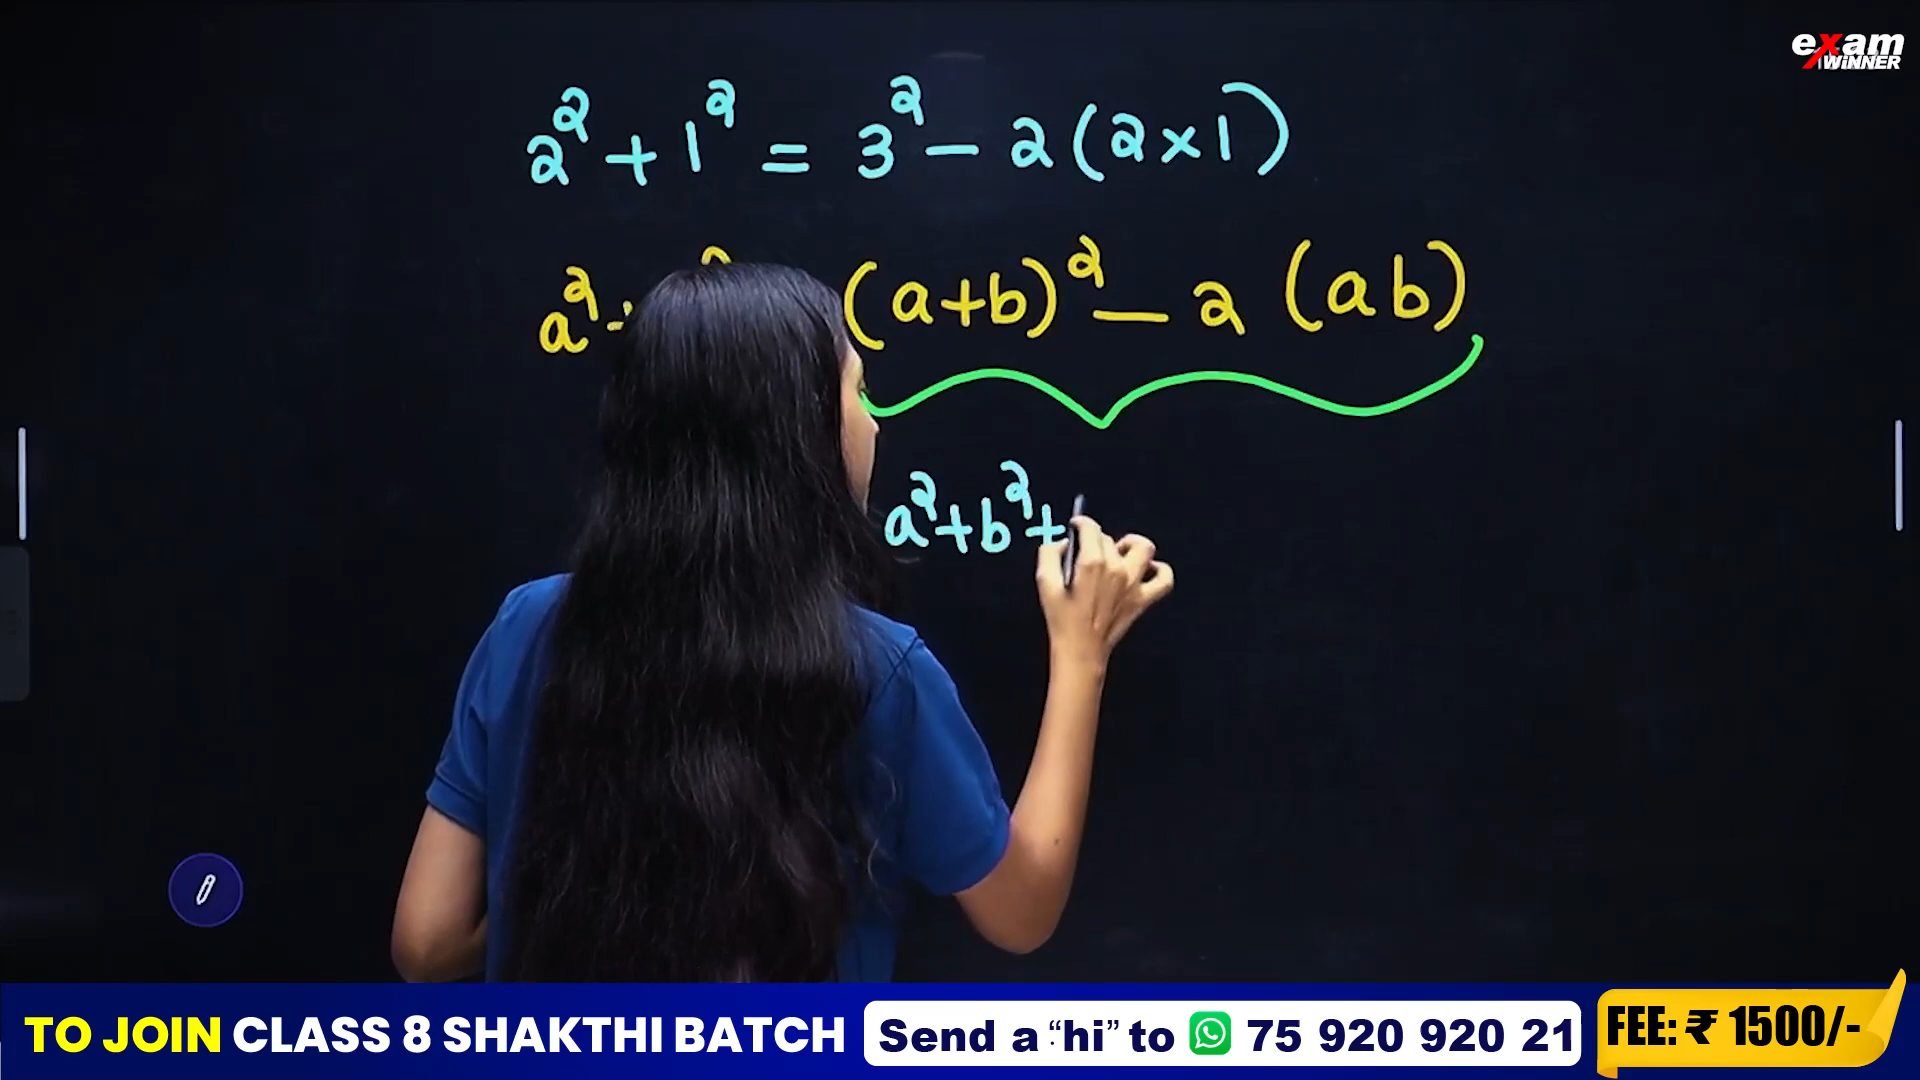 exam
WINNER
2² + 1² = 3² - 2 (2×1)
a² + (a+b)² - 2 (ab)
a² + b² +
TO JOIN CLASS 8 SHAKTHI BATCH Send a “hi” to 75 920 920 21 FEE: ₹ 1500/-